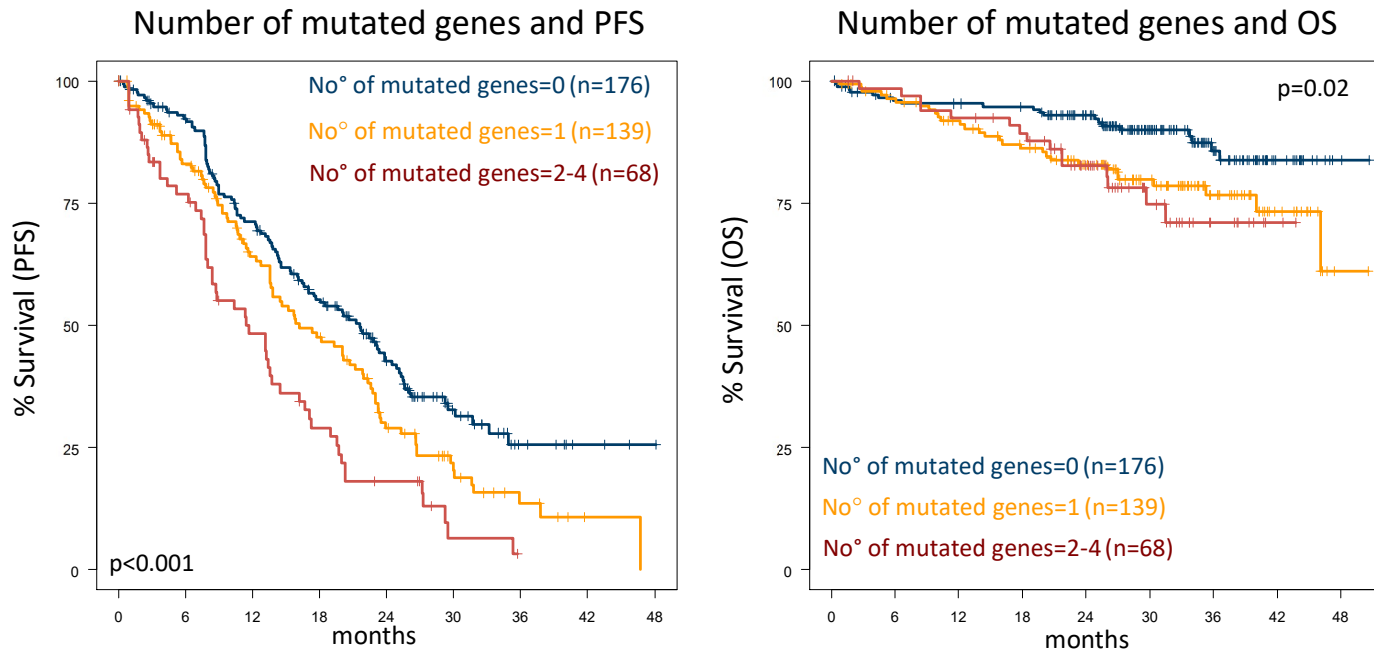 Number of mutated genes and PFS
No° of mutated genes=0 (n=176)
No° of mutated genes=1 (n=139)
No° of mutated genes=2-4 (n=68)
% Survival (PFS)
100
75
50
25
0
p<0.001
0 6 12 18 24 30 36 42 48
months
Number of mutated genes and OS
p=0.02
% Survival (OS)
100
75
50
25
0
No° of mutated genes=0 (n=176)
No° of mutated genes=1 (n=139)
No° of mutated genes=2-4 (n=68)
0 6 12 18 24 30 36 42 48
months